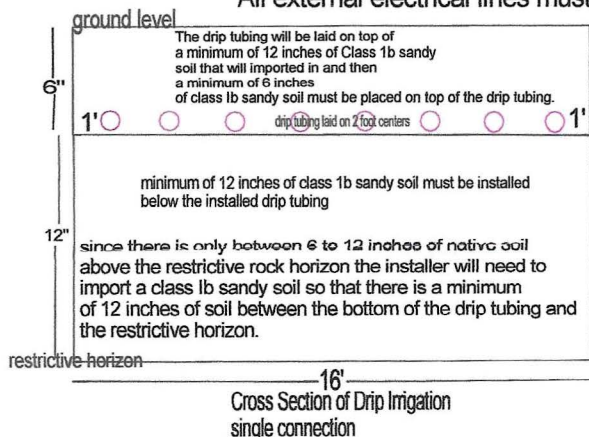 All external electrical lines must
ground level
The drip tubing will be laid on top of
a minimum of 12 inches of Class 1b sandy
soil that will imported in and then
a minimum of 6 inches
of class Ib sandy soil must be placed on top of the drip tubing.
6"
1' drip tubing laid on 2 foot centers 1'
minimum of 12 inches of class 1b sandy soil must be installed
below the installed drip tubing
12"
since there is only between 6 to 12 inches of native soil
above the restrictive rock horizon the installer will need to
import a class Ib sandy soil so that there is a minimum
of 12 inches of soil between the bottom of the drip tubing and
the restrictive horizon.
restrictive horizon
16'
Cross Section of Drip Irrigation
single connection